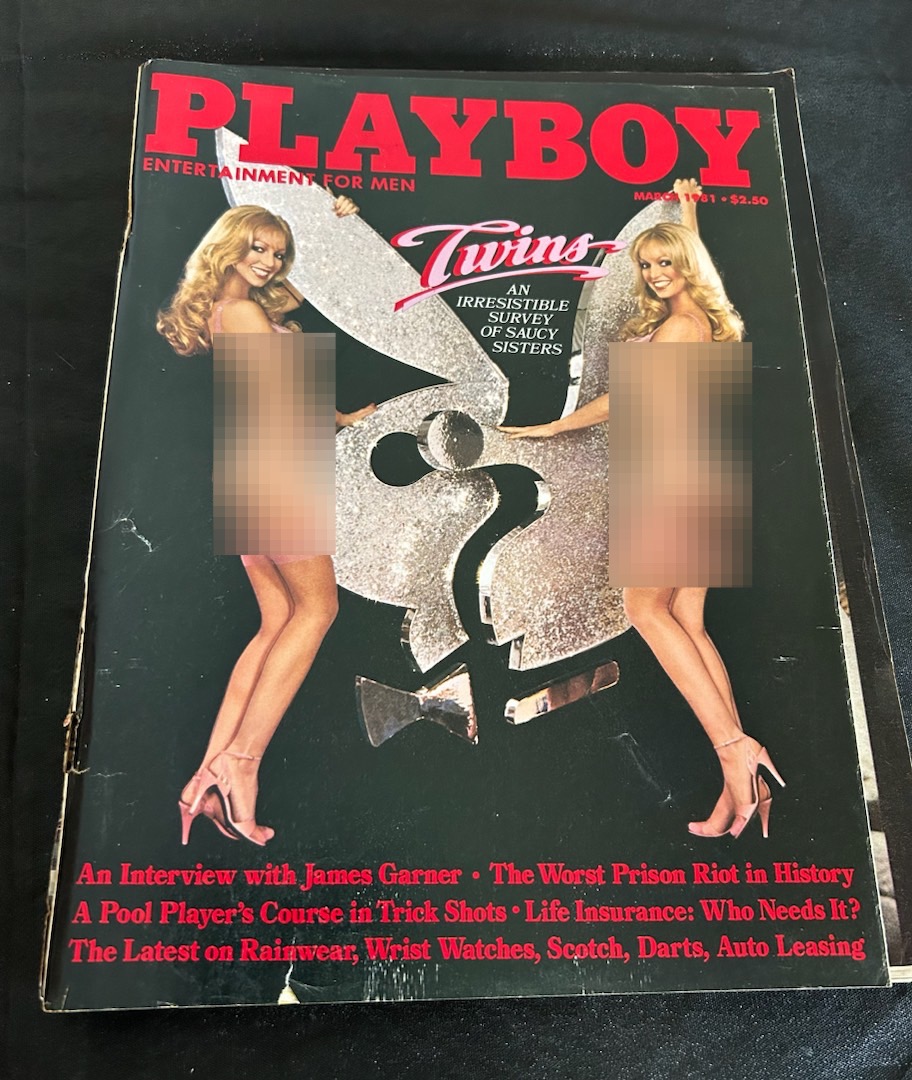 PLAYBOY
ENTERTAINMENT FOR MEN
MARCH 1981 • $2.50
Twins
AN
IRRESISTIBLE
SURVEY
OF SAUCY
SISTERS
An Interview with James Garner • The Worst Prison Riot in History
A Pool Player's Course in Trick Shots • Life Insurance: Who Needs It?
The Latest on Rainwear, Wrist Watches, Scotch, Darts, Auto Leasing